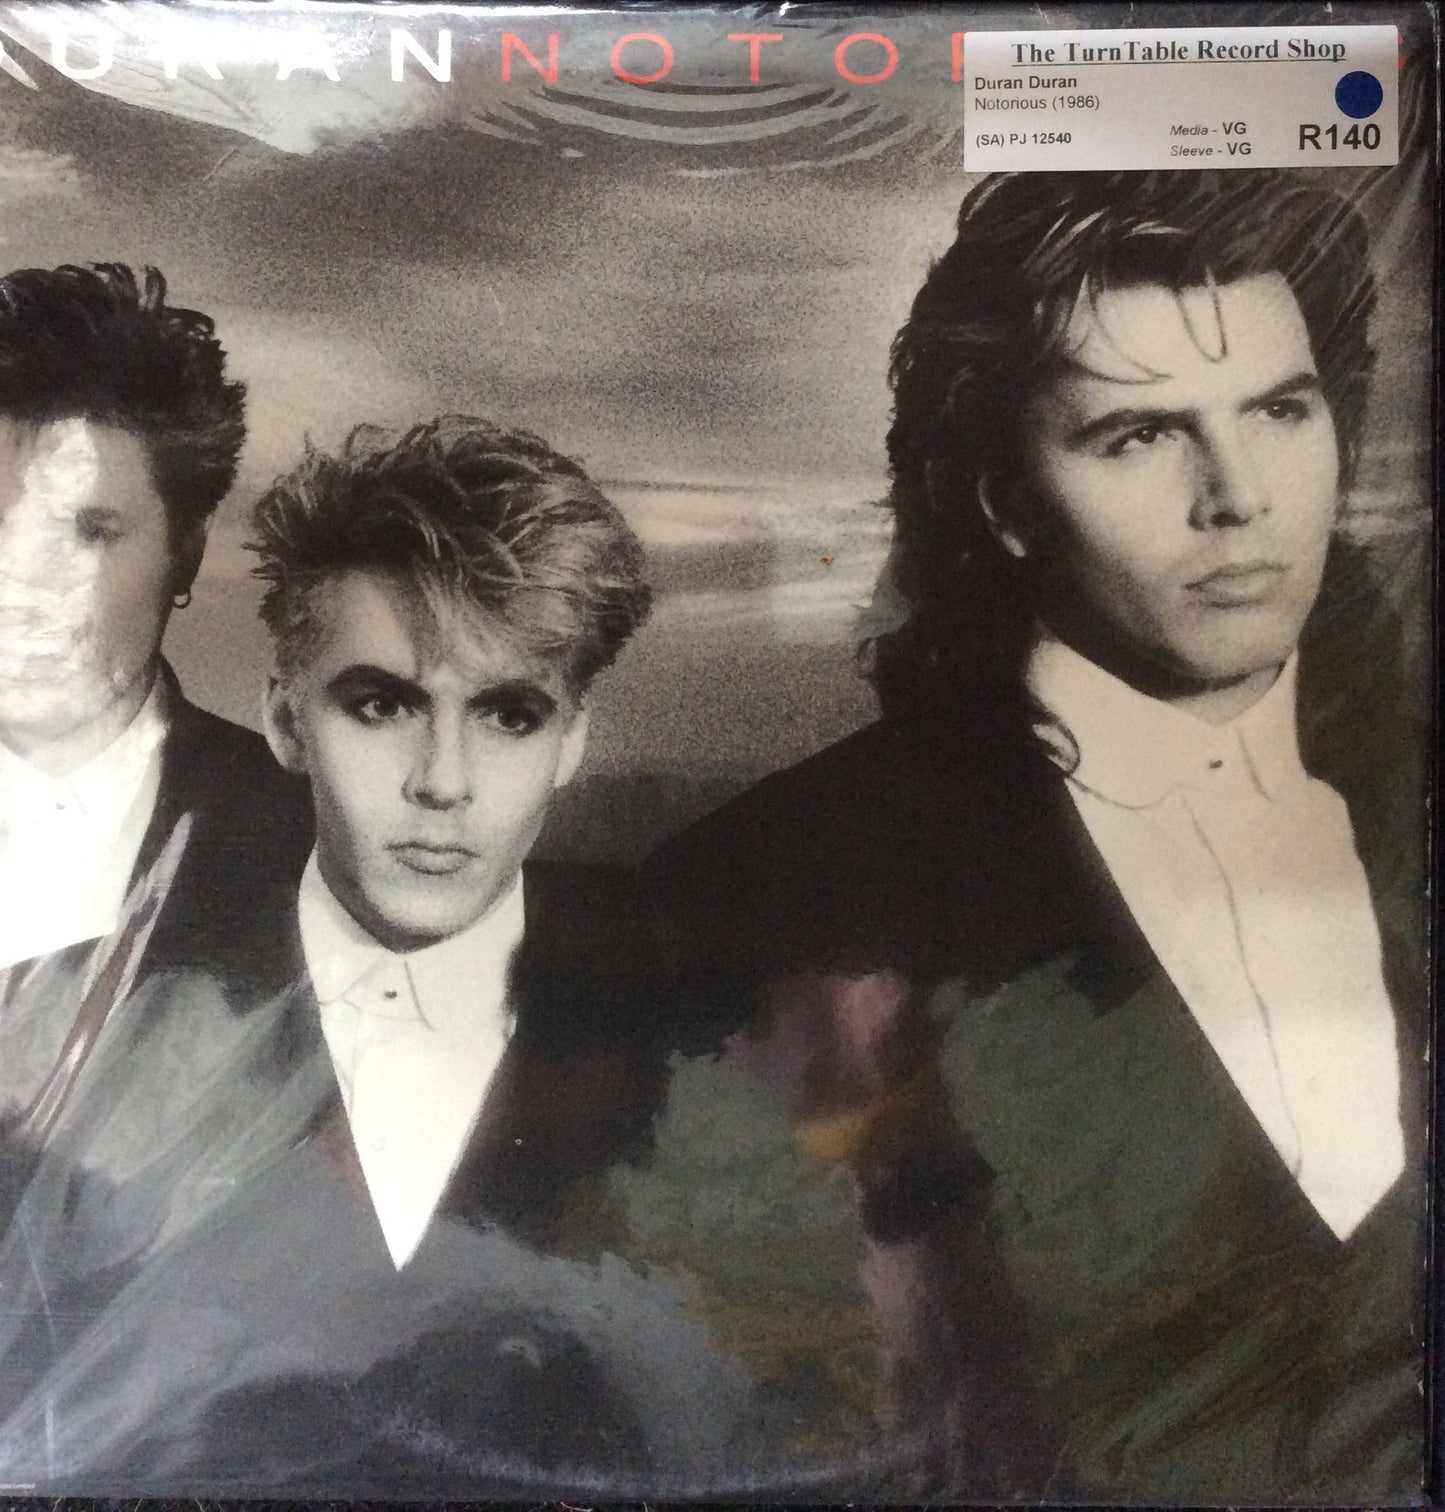 URAN NOTO
The TurnTable Record Shop
Duran Duran
Notorious (1986)
(SA) PJ 12540
Media - VG
Sleeve - VG
R140